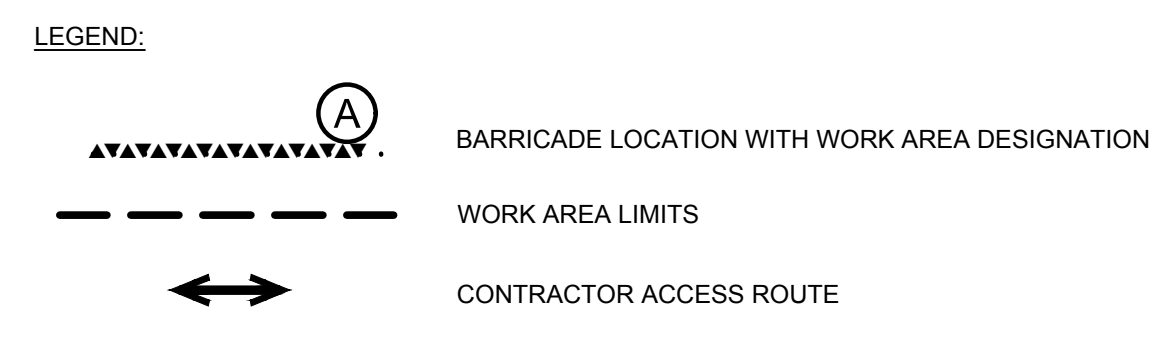 LEGEND:
A
BARRICADE LOCATION WITH WORK AREA DESIGNATION
WORK AREA LIMITS
CONTRACTOR ACCESS ROUTE